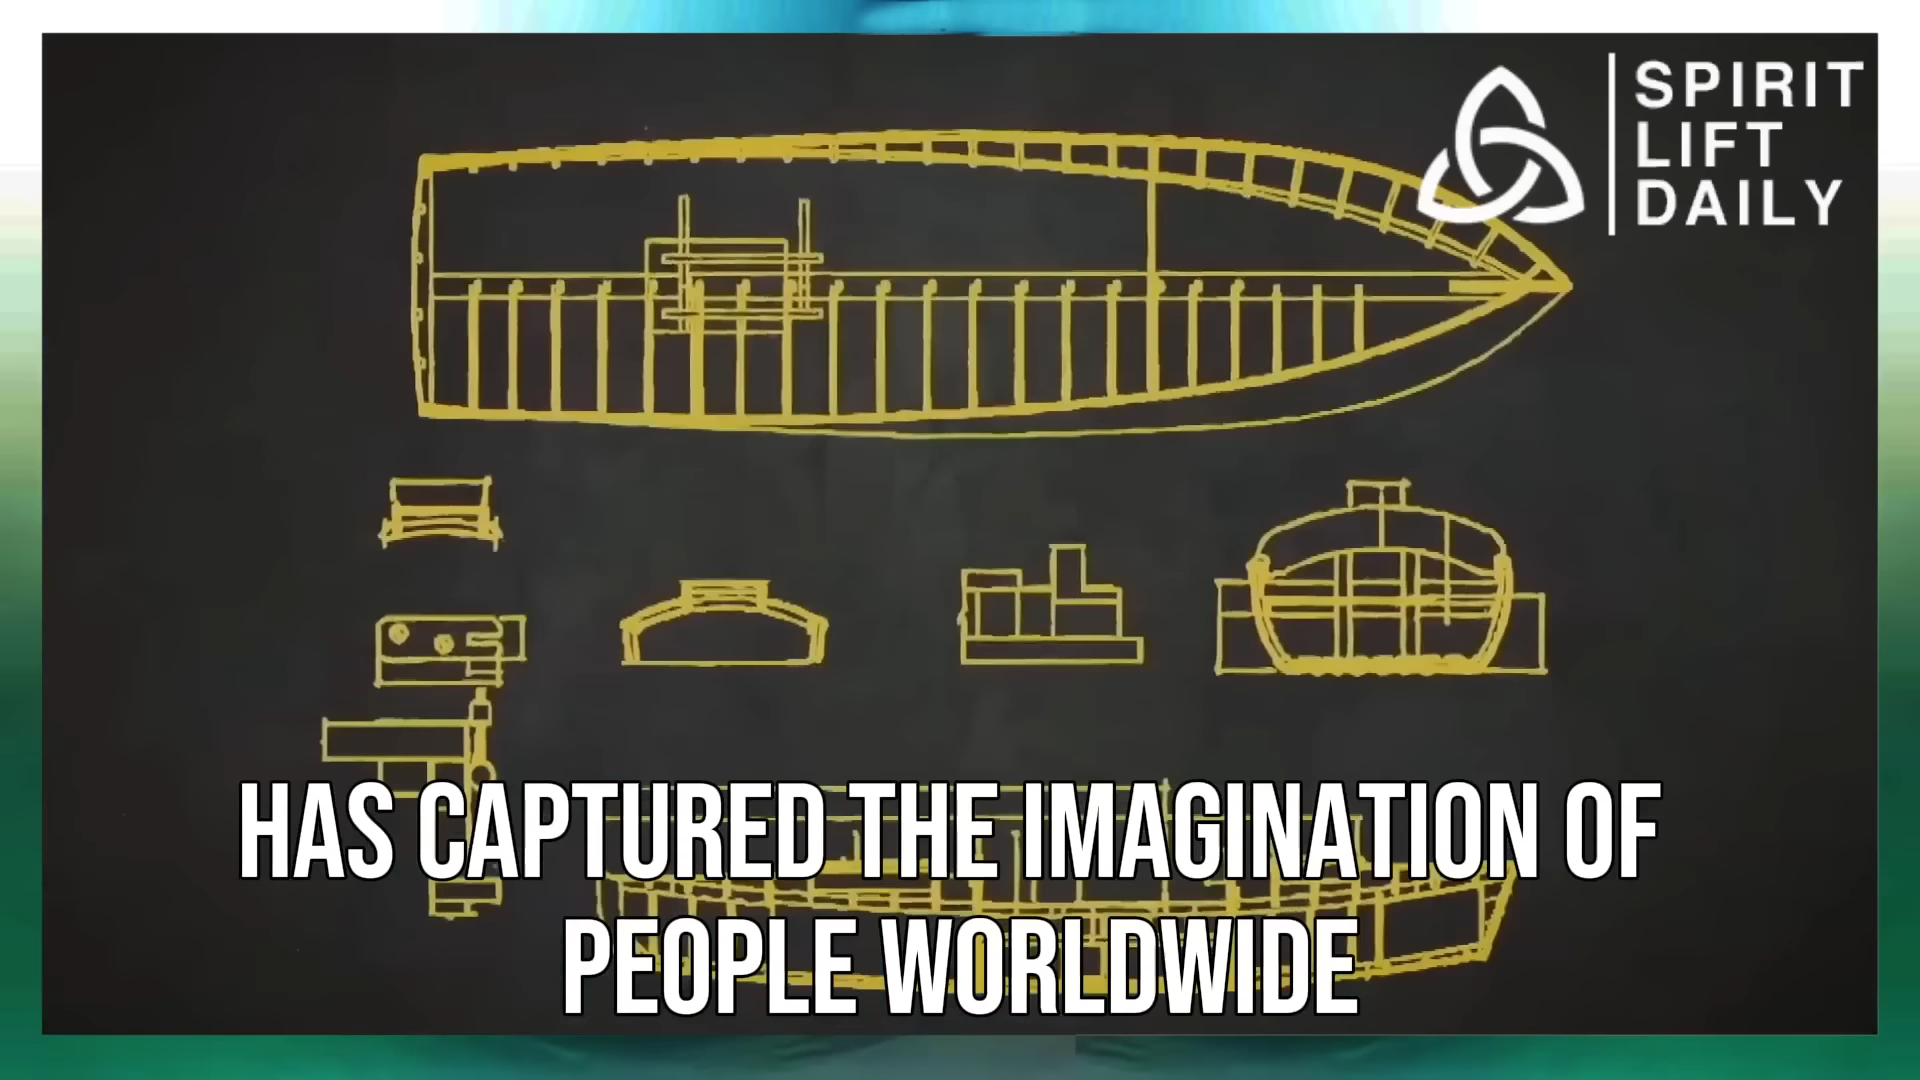 SPIRIT
LIFT
DAILY
HAS CAPTURED THE IMAGINATION OF
PEOPLE WORLDWIDE